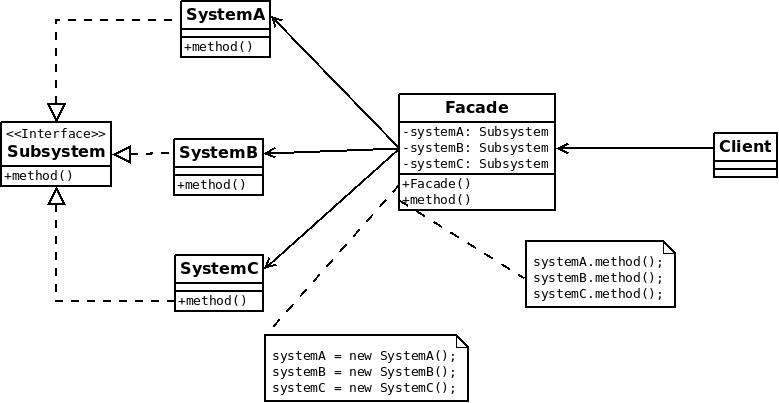 SystemA
+method()
<<Interface>>
Subsystem
+method()
SystemB
+method()
SystemC
+method()
Facade
-systemA: Subsystem
-systemB: Subsystem
-systemC: Subsystem
+Facade()
+method()
Client
systemA.method();
systemB.method();
systemC.method();
systemA = new SystemA();
systemB = new SystemB();
systemC = new SystemC();